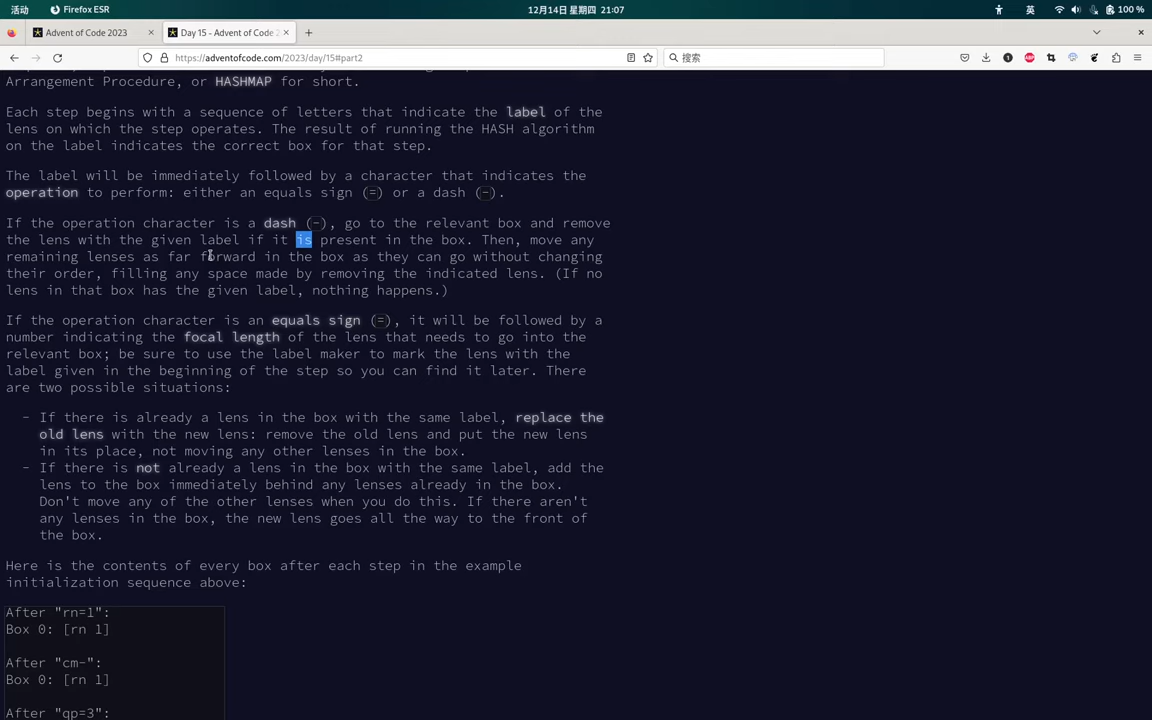 活动
Firefox ESR
12月14日 星期四 21:07
英
100 %
Advent of Code 2023
Day 15 - Advent of Code 2
https://adventofcode.com/2023/day/15#part2
搜索
Arrangement Procedure, or HASHMAP for short.
Each step begins with a sequence of letters that indicate the label of the
lens on which the step operates. The result of running the HASH algorithm
on the label indicates the correct box for that step.
The label will be immediately followed by a character that indicates the
operation to perform: either an equals sign (=) or a dash (-).
If the operation character is a dash (-), go to the relevant box and remove
the lens with the given label if it is present in the box. Then, move any
remaining lenses as far forward in the box as they can go without changing
their order, filling any space made by removing the indicated lens. (If no
lens in that box has the given label, nothing happens.)
If the operation character is an equals sign (=), it will be followed by a
number indicating the focal length of the lens that needs to go into the
relevant box; be sure to use the label maker to mark the lens with the
label given in the beginning of the step so you can find it later. There
are two possible situations:
- If there is already a lens in the box with the same label, replace the
old lens with the new lens: remove the old lens and put the new lens
in its place, not moving any other lenses in the box.
- If there is not already a lens in the box with the same label, add the
lens to the box immediately behind any lenses already in the box.
Don't move any of the other lenses when you do this. If there aren't
any lenses in the box, the new lens goes all the way to the front of
the box.
Here is the contents of every box after each step in the example
initialization sequence above:
After "rn=1":
Box 0: [rn 1]
After "cm-":
Box 0: [rn 1]
After "qp=3":